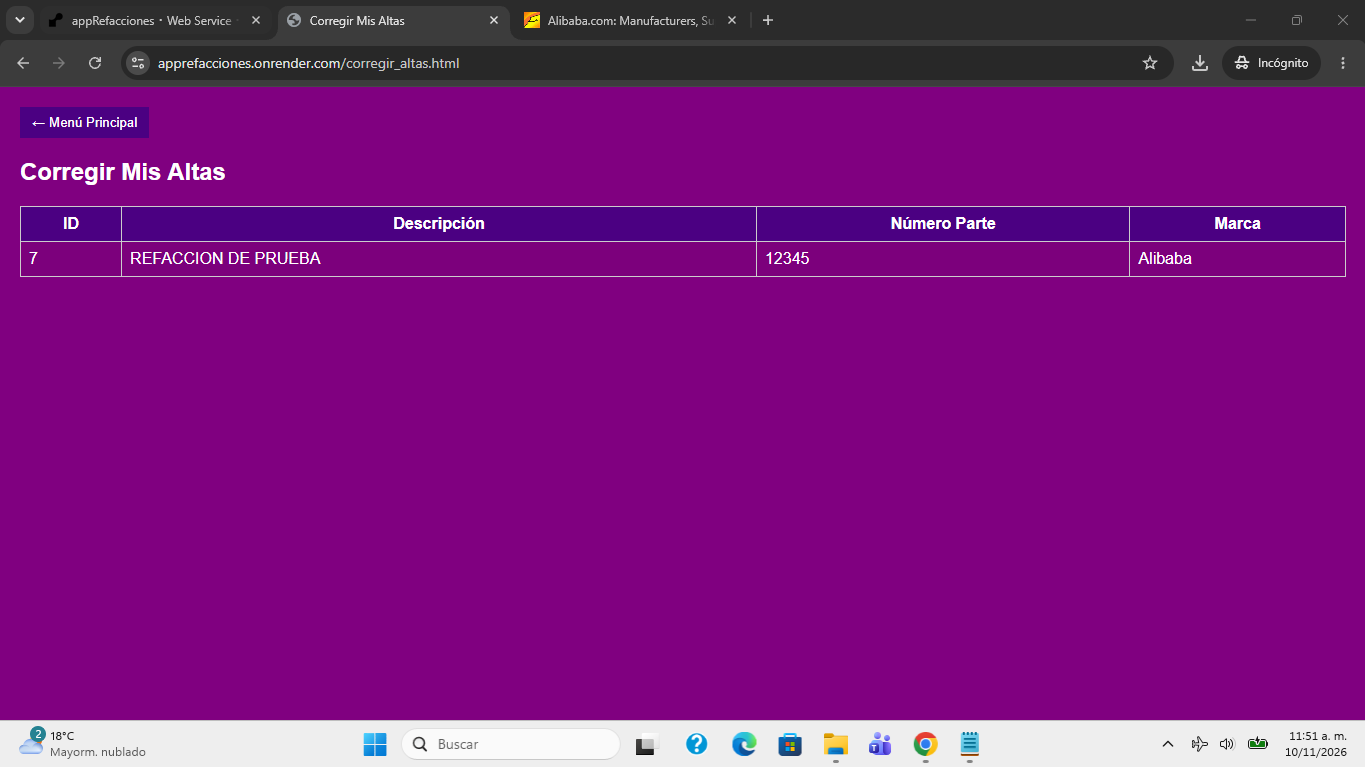 appRefacciones · Web Service
Corregir Mis Altas
Alibaba.com: Manufacturers, Su
apprefacciones.onrender.com/corregir_altas.html
Incógnito
← Menú Principal
Corregir Mis Altas
ID Descripción Número Parte Marca
7 REFACCION DE PRUEBA 12345 Alibaba
2
18°C
Mayorm. nublado
Buscar
11:51 a. m.
10/11/2026